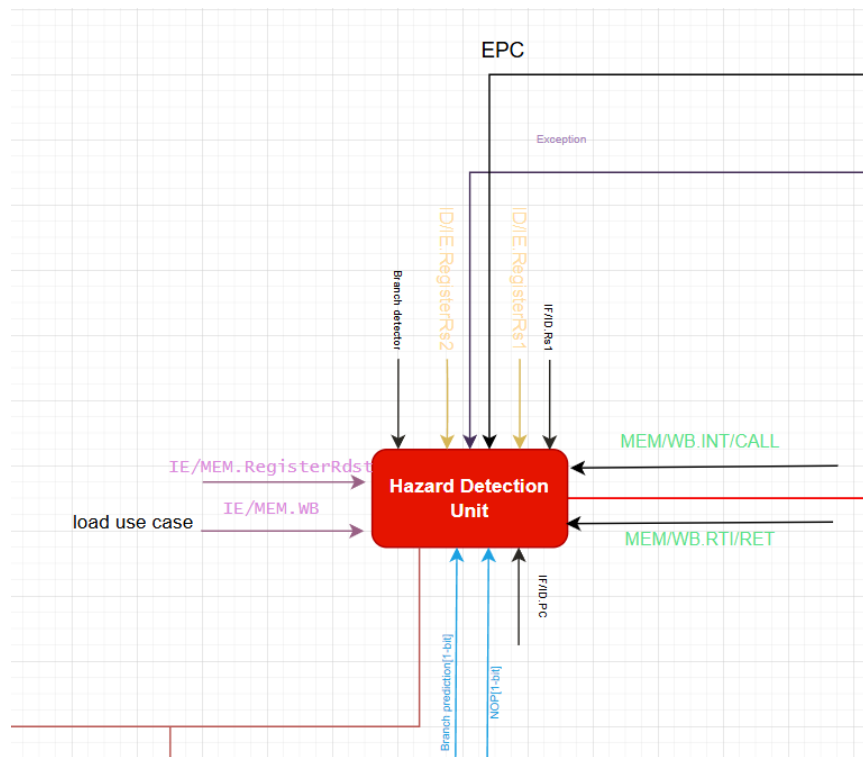 EPC
Exception
Branch detector
ID/IE.RegisterRs2
ID/IE.RegisterRs1
IF/ID.Rs1
MEM/WB.INT/CALL
IE/MEM.RegisterRdst
Hazard Detection
Unit
IE/MEM.WB
load use case
MEM/WB.RTI/RET
IF/ID.PC
Branch prediction[1-bit]
NOP[1-bit]